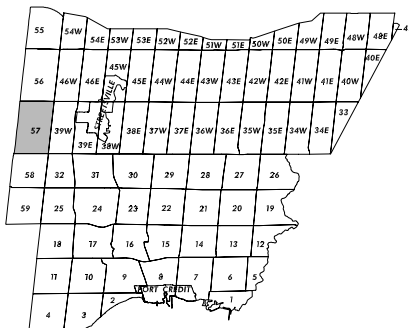 55 54W 54E 53W 53E 52W 52E 51W 51E 50W 50E 49W 49E 48W 48E 4
56 46W 46E 45W 45E 44W 44E 43W 43E 42W 42E 41W 41E 40W 40E
STREETSVILLE
57 39W 39E 38W 38E 37W 37E 36W 36E 35W 35E 34W 34E 33
58 32 31 30 29 28 27 26
59 25 24 23 22 21 20 19
18 17 16 15 14 13 12
11 10 9 8 7 6 5
PORT CREDIT
4 3 2 1